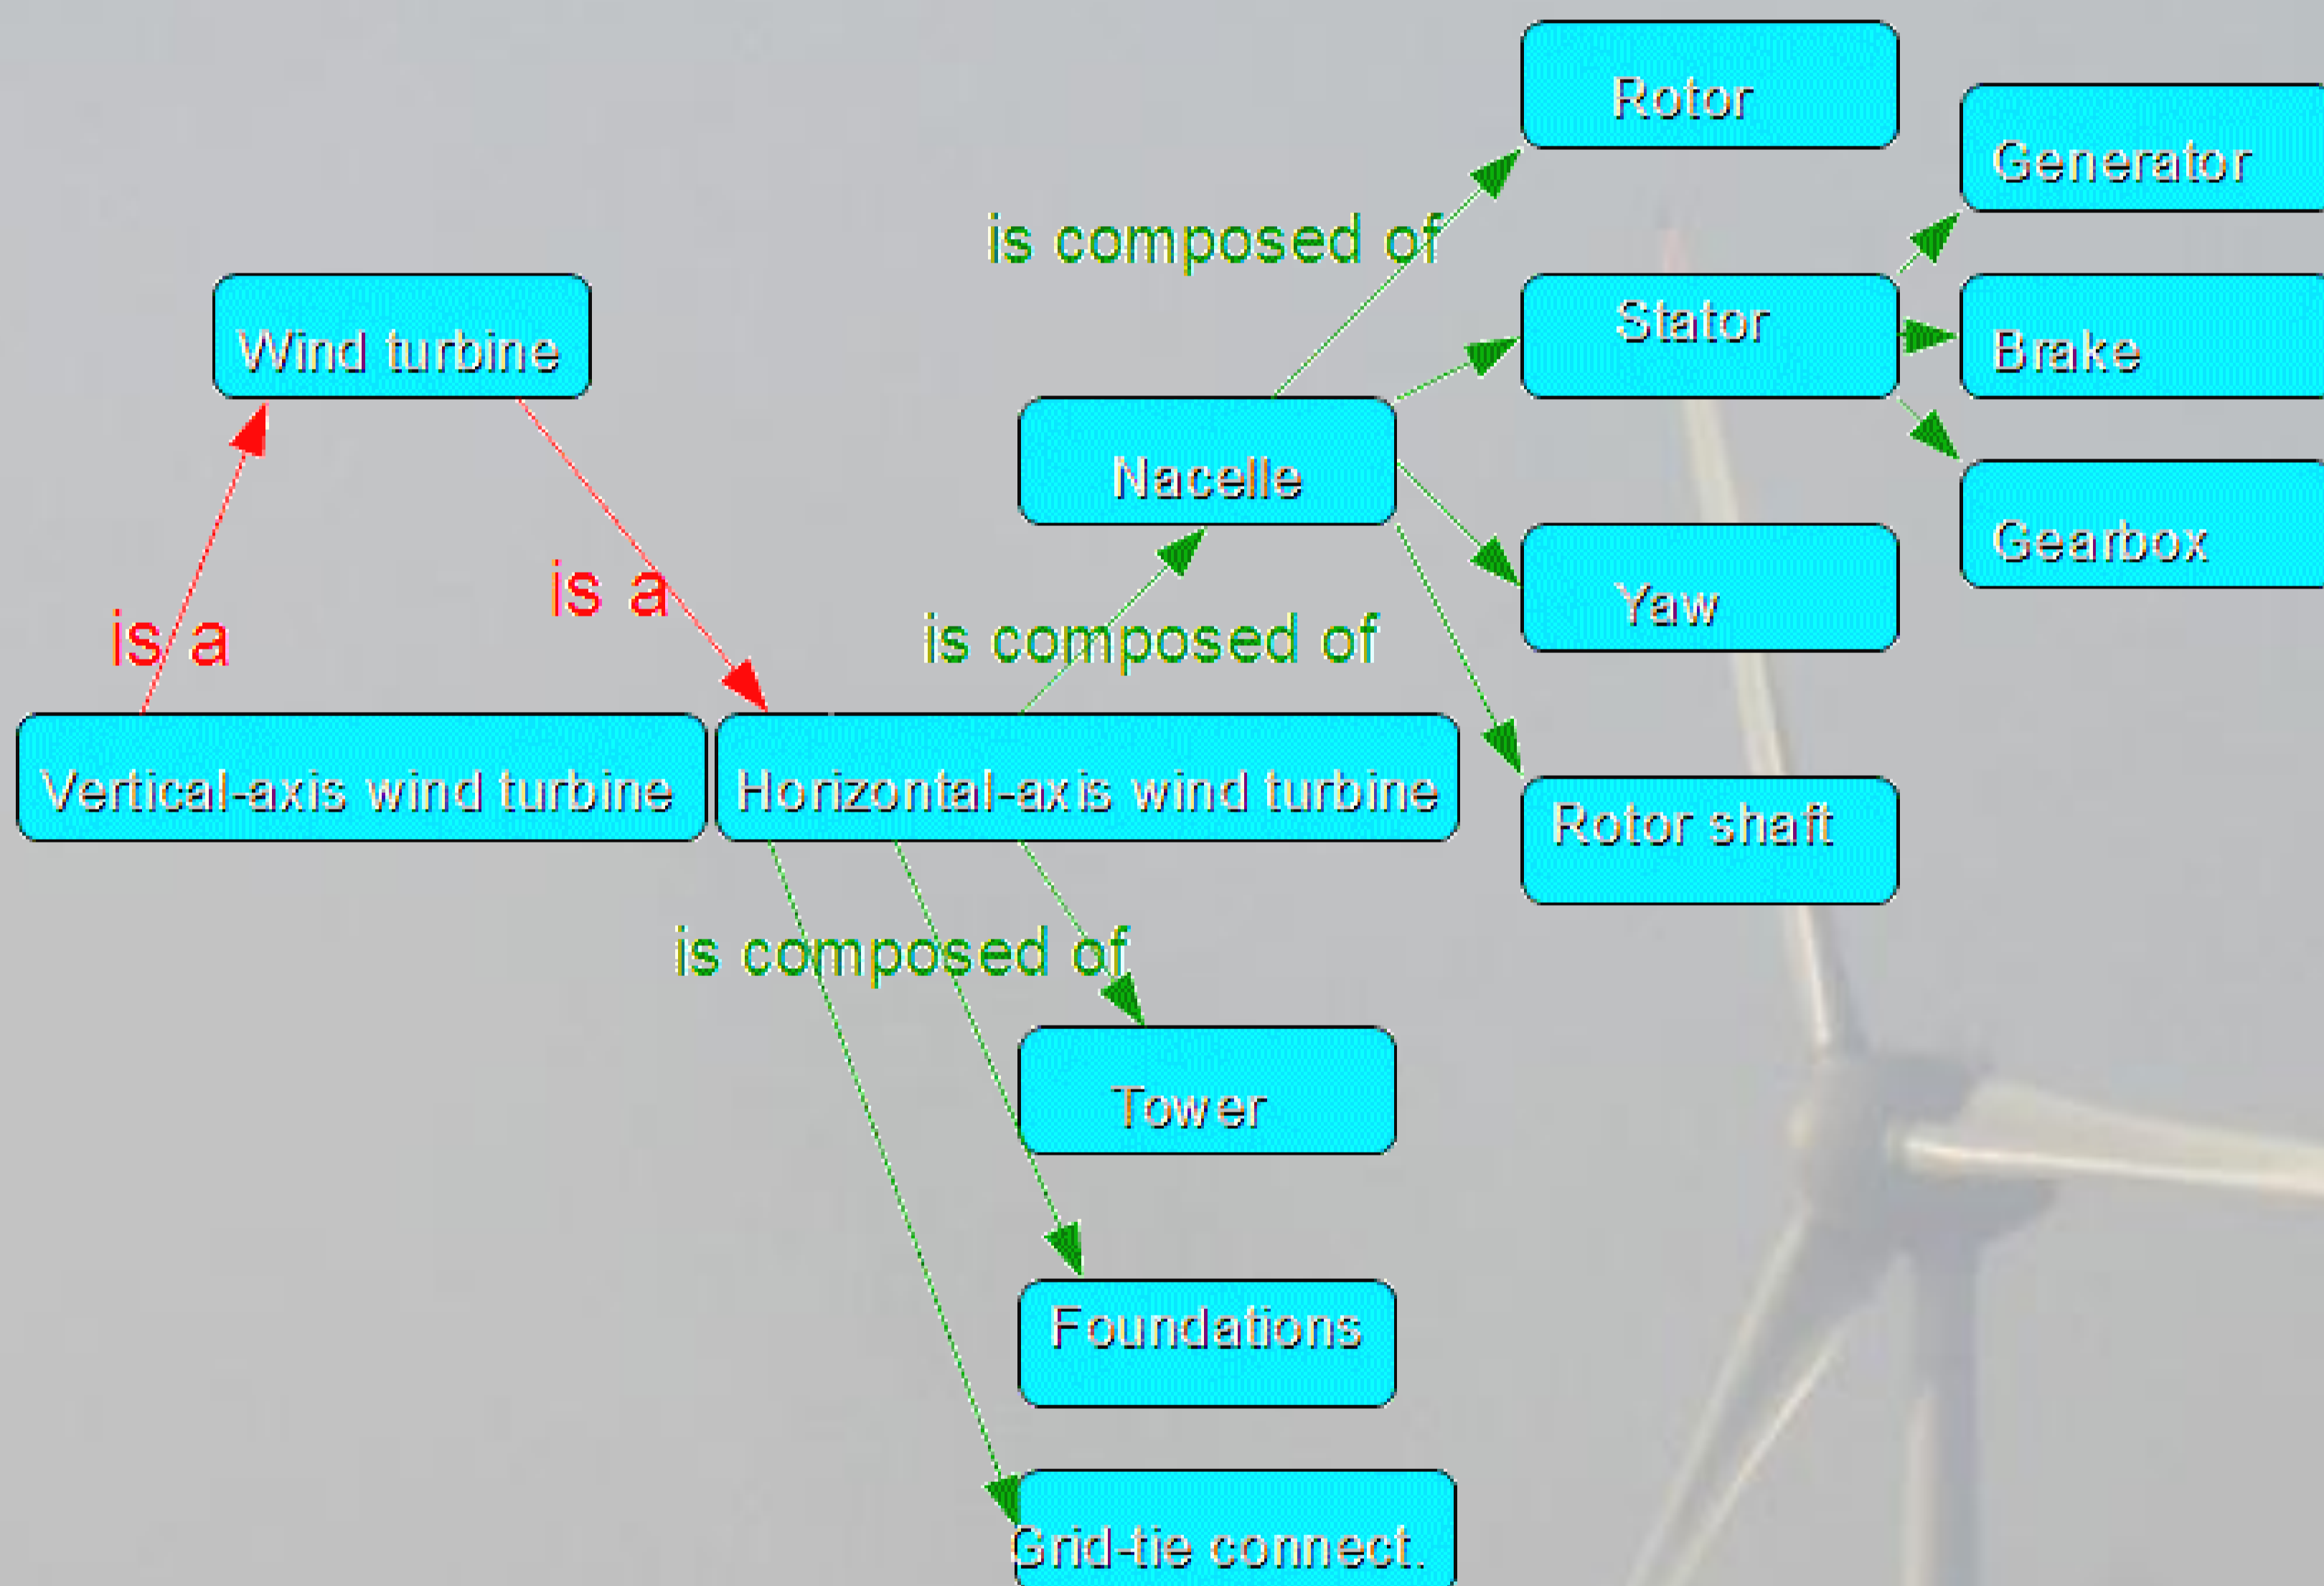 Rotor
Generator
is composed of
Wind turbine
Stator
Brake
Nacelle
Gearbox
is a
is a
is composed of
Yaw
Vertical-axis wind turbine
Horizontal-axis wind turbine
Rotor shaft
is composed of
Tower
Foundations
Grid-tie connect.